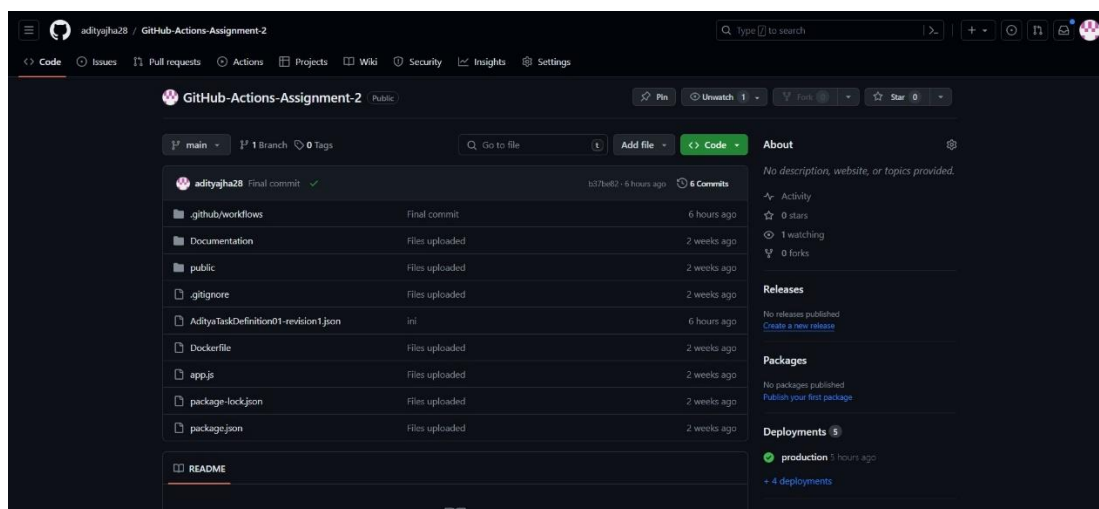 adityajha28 / GitHub-Actions-Assignment-2
Type / to search
Code Issues Pull requests Actions Projects Wiki Security Insights Settings
GitHub-Actions-Assignment-2 Public
Pin Unwatch 1 Fork 0 Star 0
main 1 Branch 0 Tags Go to file t Add file Code
adityajha28 Final commit b37be82 · 6 hours ago 6 Commits
.github/workflows Final commit 6 hours ago
Documentation Files uploaded 2 weeks ago
public Files uploaded 2 weeks ago
.gitignore Files uploaded 2 weeks ago
AdityaTaskDefinition01-revision1.json ini 6 hours ago
Dockerfile Files uploaded 2 weeks ago
app.js Files uploaded 2 weeks ago
package-lock.json Files uploaded 2 weeks ago
package.json Files uploaded 2 weeks ago
README
About
No description, website, or topics provided.
Activity
0 stars
1 watching
0 forks
Releases
No releases published
Create a new release
Packages
No packages published
Publish your first package
Deployments 5
production 5 hours ago
+ 4 deployments